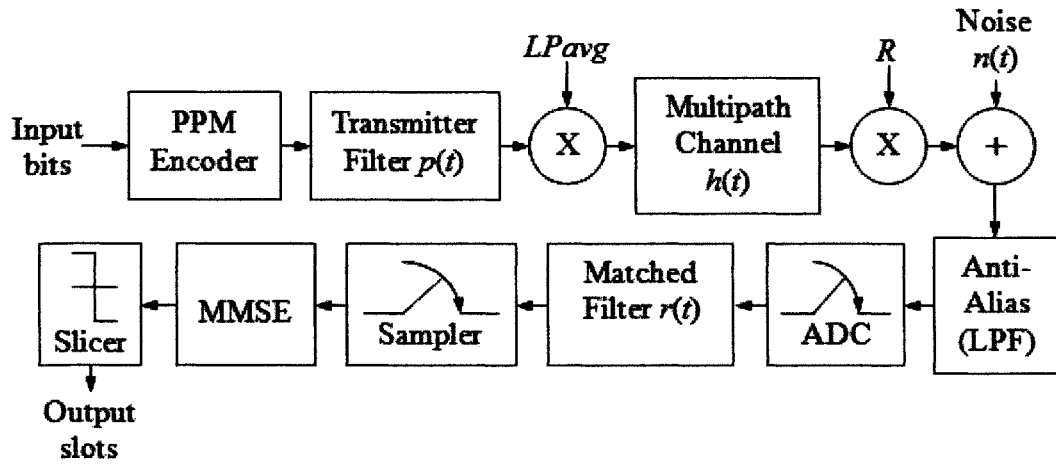 Input
bits
PPM
Encoder
Transmitter
Filter p(t)
LPavg
X
Multipath
Channel
h(t)
R
X
Noise
n(t)
+
Anti-
Alias
(LPF)
ADC
Matched
Filter r(t)
Sampler
MMSE
Slicer
Output
slots